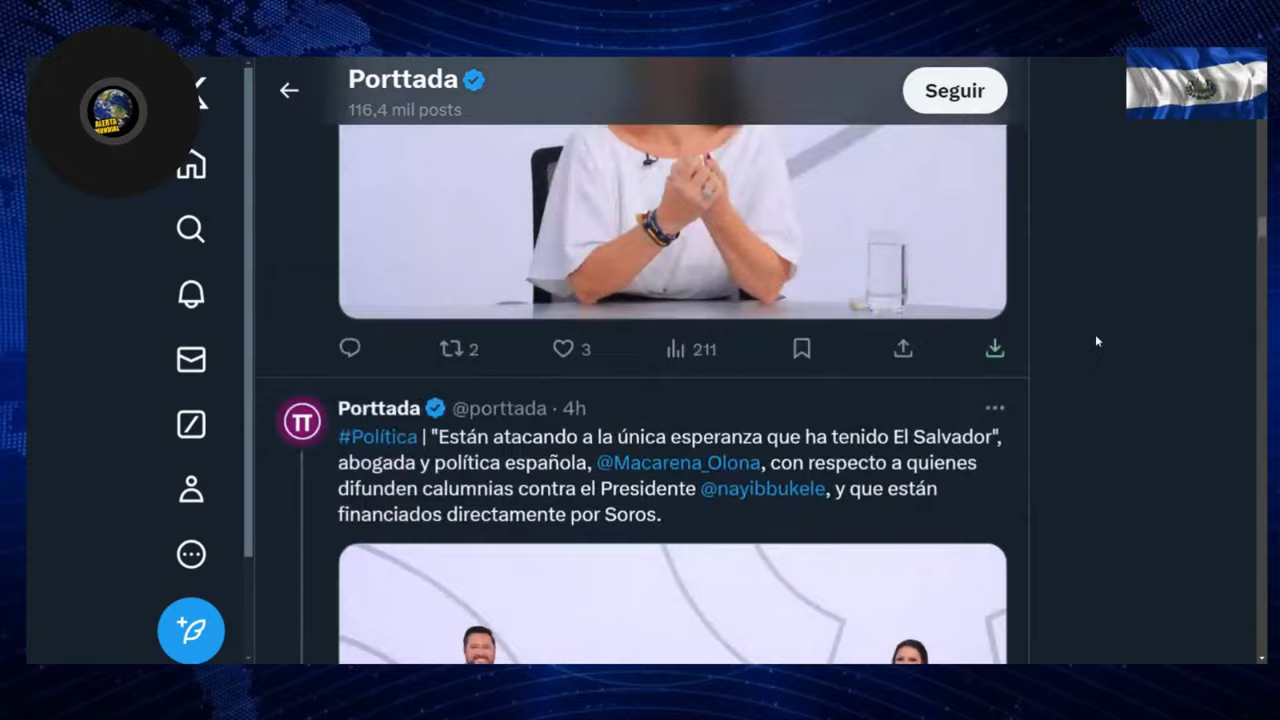 ALERTA
MUNDIAL
Porttada
116,4 mil posts
Seguir
2
3
211
Porttada @porttada · 4h
#Política | "Están atacando a la única esperanza que ha tenido El Salvador",
abogada y política española, @Macarena_Olona, con respecto a quienes
difunden calumnias contra el Presidente @nayibbukele, y que están
financiados directamente por Soros.